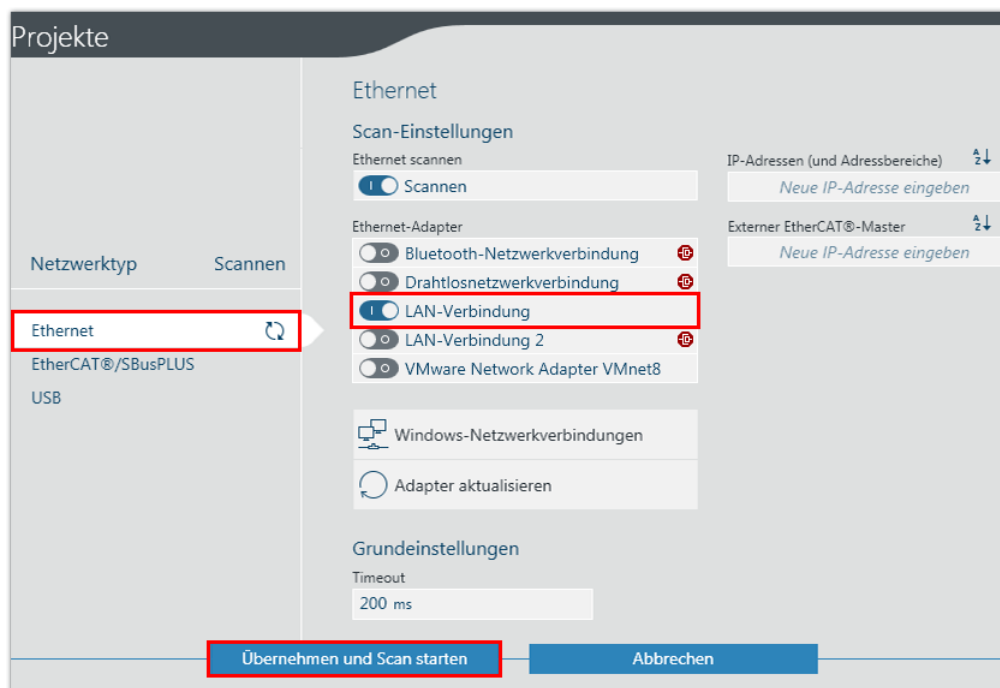 Projekte
Netzwerktyp Scannen
Ethernet
EtherCAT®/SBusPLUS
USB
Ethernet
Scan-Einstellungen
Ethernet scannen
Scannen
Ethernet-Adapter
Bluetooth-Netzwerkverbindung
Drahtlosnetzwerkverbindung
LAN-Verbindung
LAN-Verbindung 2
VMware Network Adapter VMnet8
Windows-Netzwerkverbindungen
Adapter aktualisieren
Grundeinstellungen
Timeout
200 ms
IP-Adressen (und Adressbereiche)
Neue IP-Adresse eingeben
Externer EtherCAT®-Master
Neue IP-Adresse eingeben
Übernehmen und Scan starten
Abbrechen